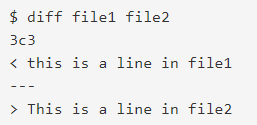 $ diff file1 file2
3c3
< this is a line in file1
---
> This is a line in file2